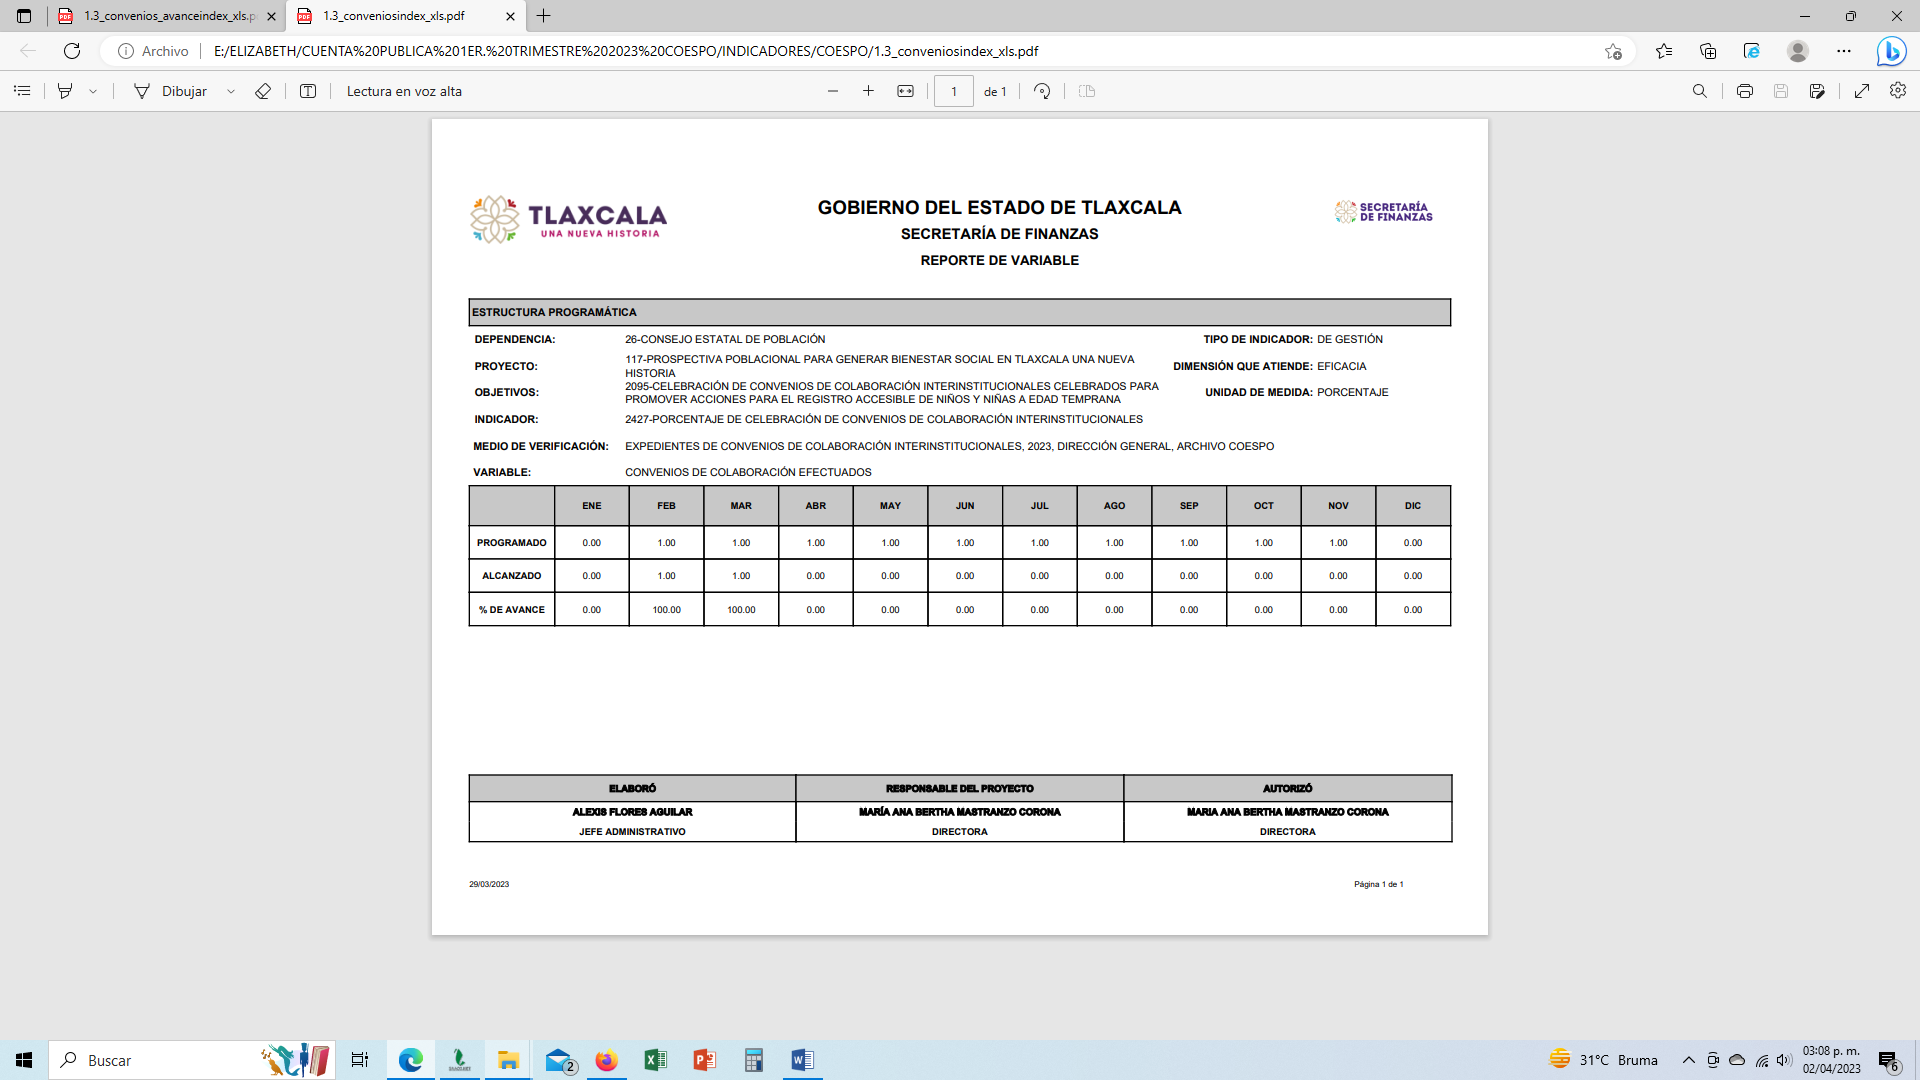 1.3_convenios_avanceindex_xls.p
1.3_conveniosindex_xls.pdf
Archivo
E:/ELIZABETH/CUENTA%20PUBLICA%201ER.%20TRIMESTRE%202023%20COESPO/INDICADORES/COESPO/1.3_conveniosindex_xls.pdf
Dibujar
Lectura en voz alta
1 de 1
TLAXCALA
UNA NUEVA HISTORIA
GOBIERNO DEL ESTADO DE TLAXCALA
SECRETARÍA DE FINANZAS
REPORTE DE VARIABLE
SECRETARÍA
DE FINANZAS
ESTRUCTURA PROGRAMÁTICA
DEPENDENCIA: 26-CONSEJO ESTATAL DE POBLACIÓN TIPO DE INDICADOR: DE GESTIÓN
PROYECTO: 117-PROSPECTIVA POBLACIONAL PARA GENERAR BIENESTAR SOCIAL EN TLAXCALA UNA NUEVA
HISTORIA
DIMENSIÓN QUE ATIENDE: EFICACIA
OBJETIVOS: 2095-CELEBRACIÓN DE CONVENIOS DE COLABORACIÓN INTERINSTITUCIONALES CELEBRADOS PARA
PROMOVER ACCIONES PARA EL REGISTRO ACCESIBLE DE NIÑOS Y NIÑAS A EDAD TEMPRANA
UNIDAD DE MEDIDA: PORCENTAJE
INDICADOR: 2427-PORCENTAJE DE CELEBRACIÓN DE CONVENIOS DE COLABORACIÓN INTERINSTITUCIONALES
MEDIO DE VERIFICACIÓN: EXPEDIENTES DE CONVENIOS DE COLABORACIÓN INTERINSTITUCIONALES, 2023, DIRECCIÓN GENERAL, ARCHIVO COESPO
VARIABLE: CONVENIOS DE COLABORACIÓN EFECTUADOS
ENE FEB MAR ABR MAY JUN JUL AGO SEP OCT NOV DIC
PROGRAMADO 0.00 1.00 1.00 1.00 1.00 1.00 1.00 1.00 1.00 1.00 1.00 0.00
ALCANZADO 0.00 1.00 1.00 0.00 0.00 0.00 0.00 0.00 0.00 0.00 0.00 0.00
% DE AVANCE 0.00 100.00 100.00 0.00 0.00 0.00 0.00 0.00 0.00 0.00 0.00 0.00
ELABORÓ RESPONSABLE DEL PROYECTO AUTORIZÓ
ALEXIS FLORES AGUILAR MARÍA ANA BERTHA MASTRANZO CORONA MARIA ANA BERTHA MASTRANZO CORONA
JEFE ADMINISTRATIVO DIRECTORA DIRECTORA
29/03/2023 Página 1 de 1
Buscar
2
31°C Bruma
03:08 p. m.
02/04/2023
6